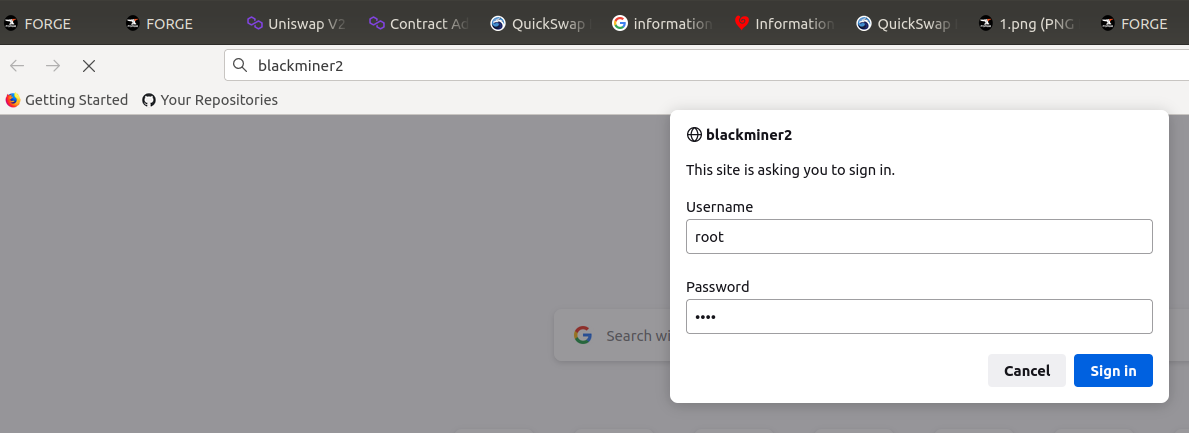 FORGE FORGE Uniswap V2 Contract Ad QuickSwap information Information QuickSwap 1.png (PNG FORGE
blackminer2
Getting Started Your Repositories
blackminer2
This site is asking you to sign in.
Username
root
Password
••••
Search wi
Cancel Sign in